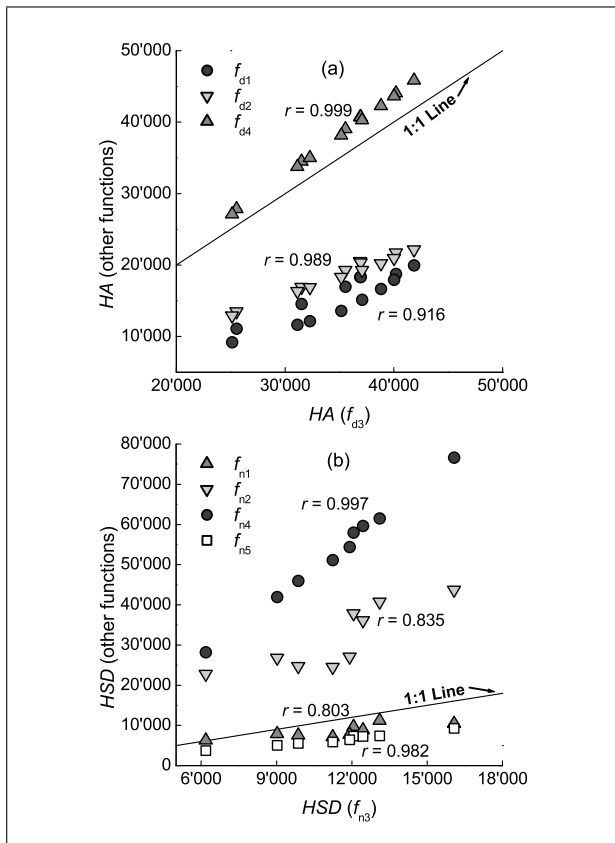 50'000
40'000
30'000
20'000
10'000
HA (other functions)
(a)
fd1
fd2
fd4
r = 0.999
1:1 Line
r = 0.989
r = 0.916
20'000 30'000 40'000 50'000
HA (fd3)
80'000
70'000
60'000
50'000
40'000
30'000
20'000
10'000
0
HSD (other functions)
(b)
fn1
fn2
fn4
fn5
r = 0.997
r = 0.835
1:1 Line
r = 0.803
r = 0.982
6'000 9'000 12'000 15'000 18'000
HSD (fn3)